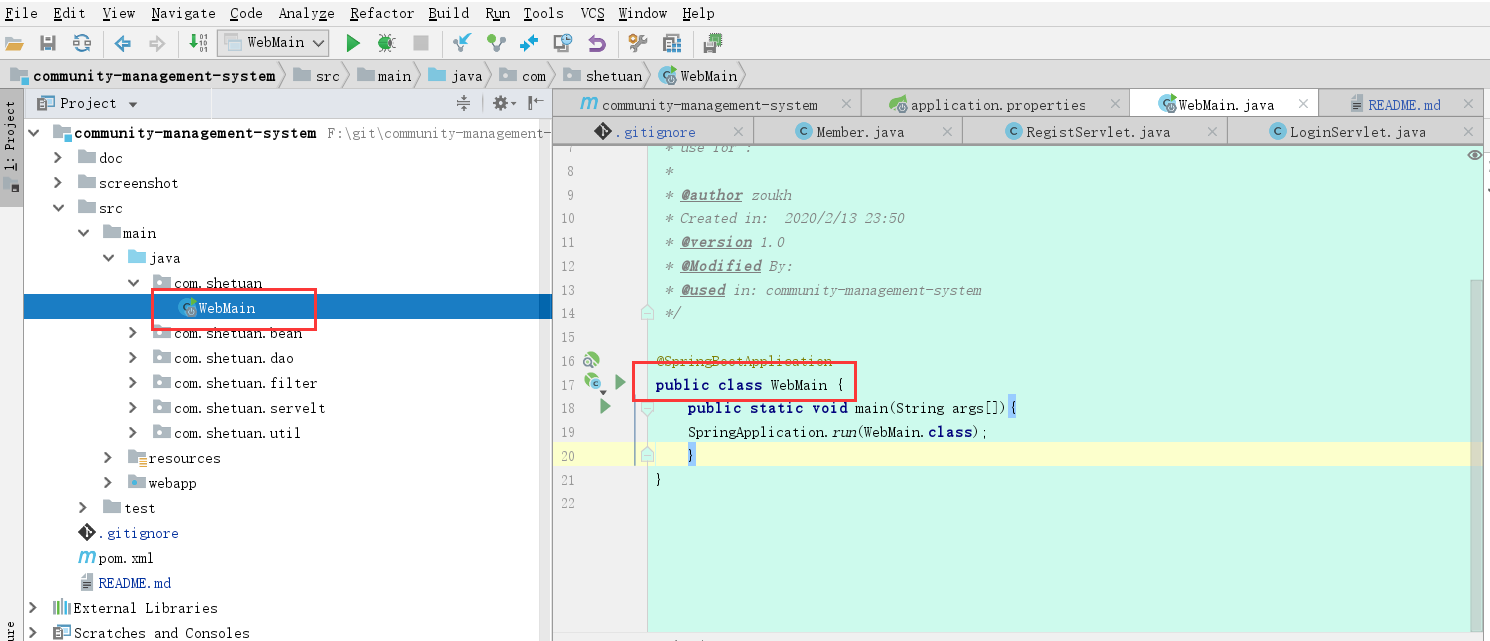 File Edit View Navigate Code Analyze Refactor Build Run Tools VCS Window Help
WebMain
community-management-system src main java com shetuan WebMain
1: Project
Project
community-management-system F:\git\community-management-
doc
screenshot
src
main
java
com.shetuan
WebMain
com.shetuan.bean
com.shetuan.dao
com.shetuan.filter
com.shetuan.servelt
com.shetuan.util
resources
webapp
test
.gitignore
pom.xml
README.md
External Libraries
Scratches and Consoles
community-management-system application.properties WebMain.java README.md
.gitignore Member.java RegistServlet.java LoginServlet.java
7 * use for :
8 *
9 * @author zoukh
10 * Created in: 2020/2/13 23:50
11 * @version 1.0
12 * @Modified By:
13 * @used in: community-management-system
14 */
15
16 @SpringBootApplication
17 public class WebMain {
18 public static void main(String args[]){
19 SpringApplication.run(WebMain.class);
20 }
21 }
22